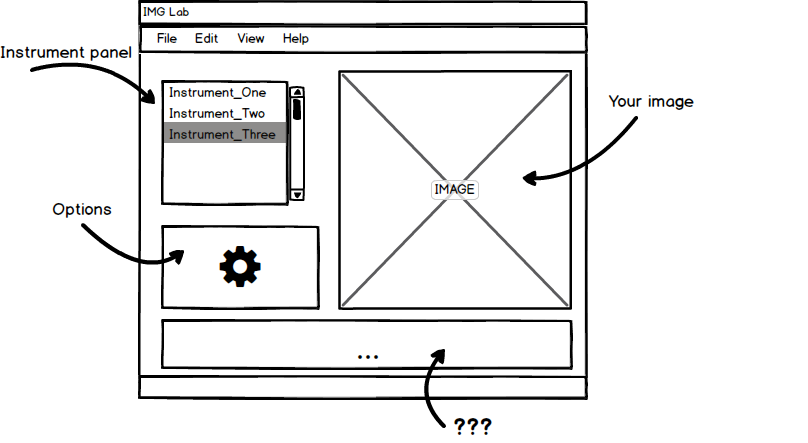 IMG Lab
File Edit View Help
Instrument panel
Instrument_One
Instrument_Two
Instrument_Three
Your image
IMAGE
Options
...
???